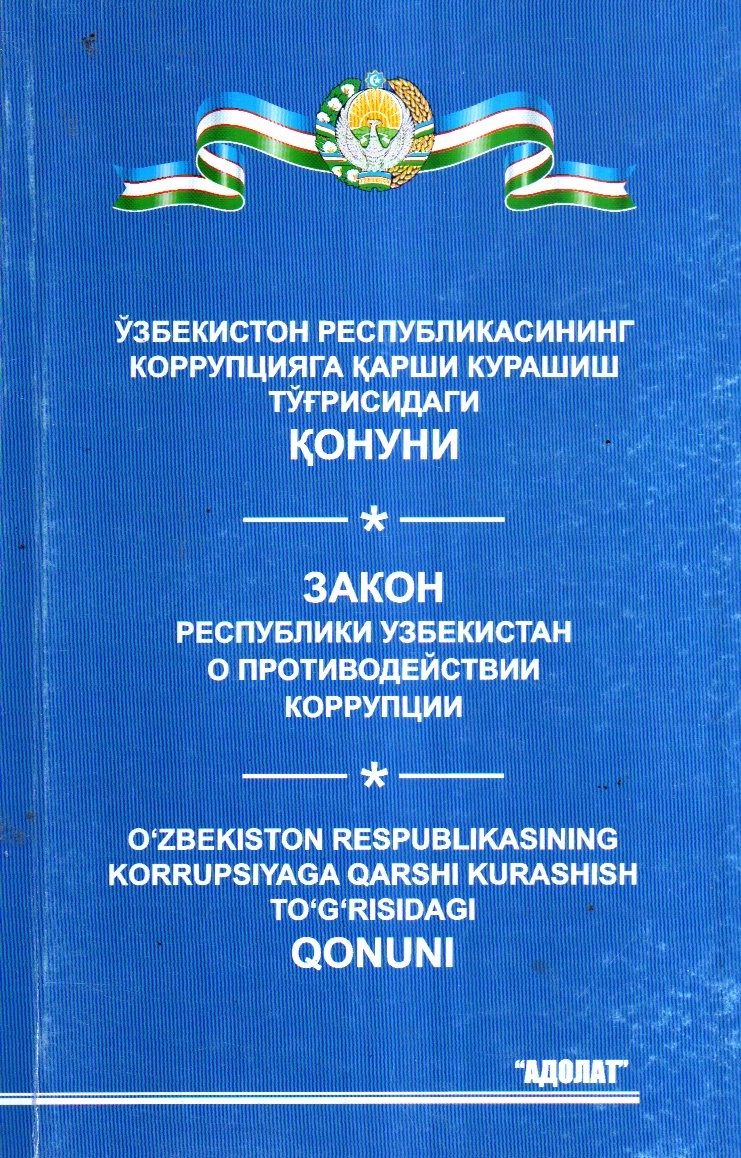 ЎЗБЕКИСТОН РЕСПУБЛИКАСИНИНГ
КОРРУПЦИЯГА ҚАРШИ КУРАШИШ
ТЎҒРИСИДАГИ
ҚОНУНИ
*
ЗАКОН
РЕСПУБЛИКИ УЗБЕКИСТАН
О ПРОТИВОДЕЙСТВИИ
КОРРУПЦИИ
*
O‘ZBEKISTON RESPUBLIKASINING
KORRUPSIYAGA QARSHI KURASHISH
TO‘G‘RISIDAGI
QONUNI
“АДОЛАТ”